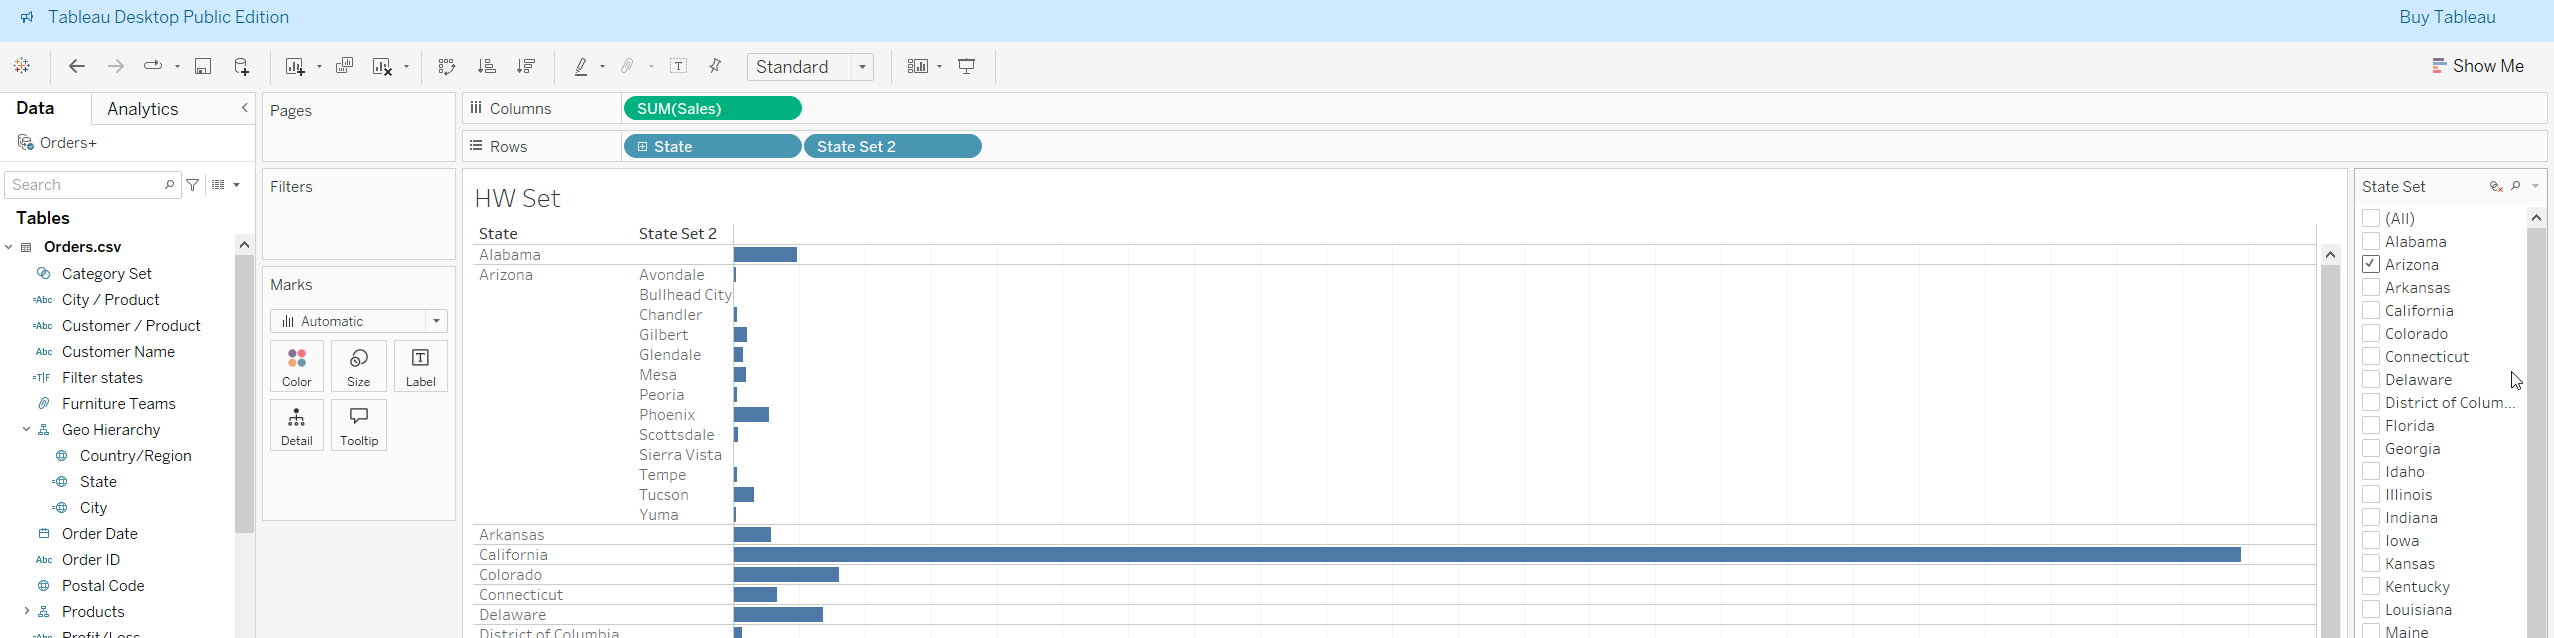 Tableau Desktop Public Edition
Buy Tableau
Standard
Show Me
Data
Analytics
Orders+
Search
Tables
Orders.csv
Category Set
=Abc City / Product
=Abc Customer / Product
Abc Customer Name
=T|F Filter states
Furniture Teams
Geo Hierarchy
Country/Region
State
City
Order Date
Abc Order ID
Postal Code
Products
=Abc Profit/Loss
Pages
Filters
Marks
Automatic
Color
Size
Label
Detail
Tooltip
Columns
SUM(Sales)
Rows
State
State Set 2
HW Set
State
State Set 2
Alabama
Arizona
Avondale
Bullhead City
Chandler
Gilbert
Glendale
Mesa
Peoria
Phoenix
Scottsdale
Sierra Vista
Tempe
Tucson
Yuma
Arkansas
California
Colorado
Connecticut
Delaware
District of Columbia
State Set
(All)
Alabama
Arizona
Arkansas
California
Colorado
Connecticut
Delaware
District of Colum...
Florida
Georgia
Idaho
Illinois
Indiana
Iowa
Kansas
Kentucky
Louisiana
Maine